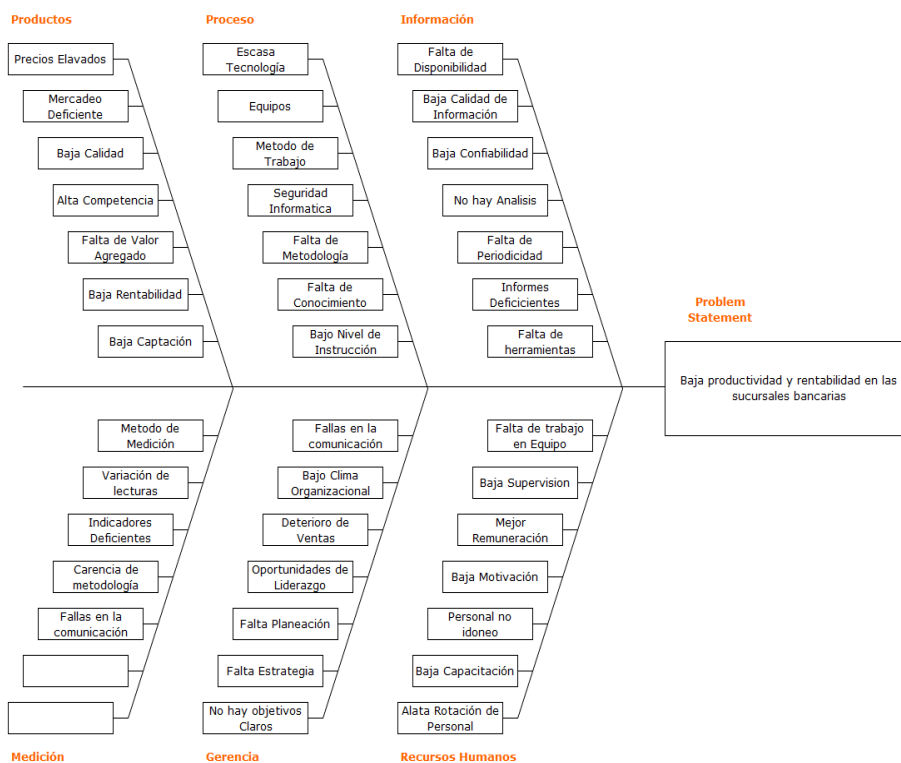 Productos
Precios Elavados
Mercadeo
Deficiente
Baja Calidad
Alta Competencia
Falta de Valor
Agregado
Baja Rentabilidad
Baja Captación
Proceso
Escasa
Tecnología
Equipos
Metodo de
Trabajo
Seguridad
Informatica
Falta de
Metodología
Falta de
Conocimiento
Bajo Nivel de
Instrucción
Información
Falta de
Disponibilidad
Baja Calidad de
Información
Baja Confiabilidad
No hay Analisis
Falta de
Periodicidad
Informes
Deficicientes
Falta de
herramientas
Problem
Statement
Baja productividad y rentabilidad en las
sucursales bancarias
Metodo de
Medición
Variación de
lecturas
Indicadores
Deficientes
Carencia de
metodología
Fallas en la
comunicación
Medición
Fallas en la
comunicación
Bajo Clima
Organizacional
Deterioro de
Ventas
Oportunidades de
Liderazgo
Falta Planeación
Falta Estrategia
No hay objetivos
Claros
Gerencia
Falta de trabajo
en Equipo
Baja Supervision
Mejor
Remuneración
Baja Motivación
Personal no
idoneo
Baja Capacitación
Alata Rotación de
Personal
Recursos Humanos